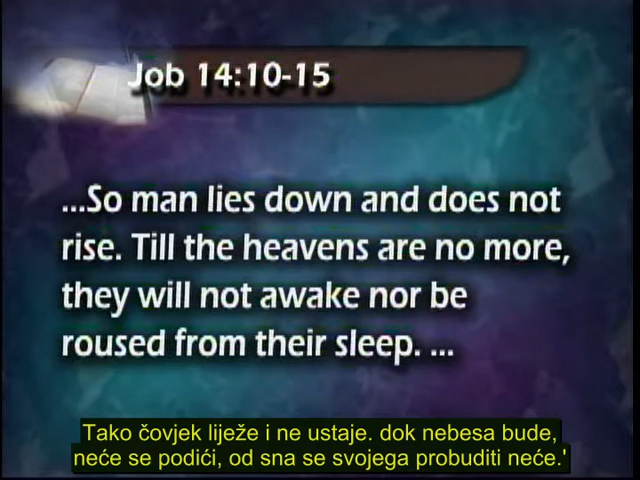 Job 14:10-15
...So man lies down and does not
rise. Till the heavens are no more,
they will not awake nor be
roused from their sleep. ...
Tako čovjek liježe i ne ustaje. dok nebesa bude,
neće se podići, od sna se svojega probuditi neće.'